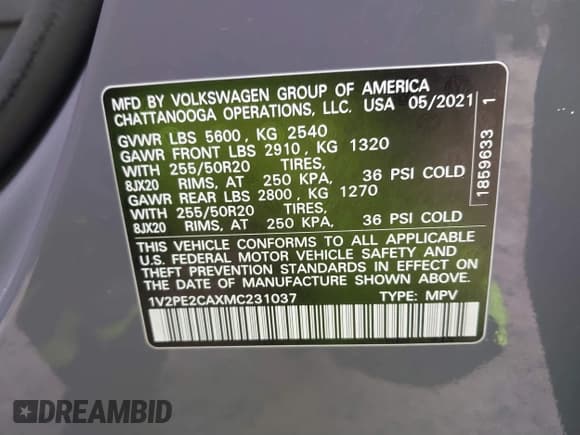 MFD BY VOLKSWAGEN GROUP OF AMERICA
CHATTANOOGA OPERATIONS, LLC. USA 05/2021
GVWR LBS 5600, KG 2540
GAWR FRONT LBS 2910, KG 1320
WITH 255/50R20 TIRES,
8JX20 RIMS, AT 250 KPA, 36 PSI COLD
GAWR REAR LBS 2800, KG 1270
WITH 255/50R20 TIRES,
8JX20 RIMS, AT 250 KPA, 36 PSI COLD
THIS VEHICLE CONFORMS TO ALL APPLICABLE
U.S. FEDERAL MOTOR VEHICLE SAFETY AND
THEFT PREVENTION STANDARDS IN EFFECT ON
THE DATE OF MANUFACTURE SHOWN ABOVE.
1V2PE2CAXMC231037 TYPE: MPV
1859633 1
DREAMBID